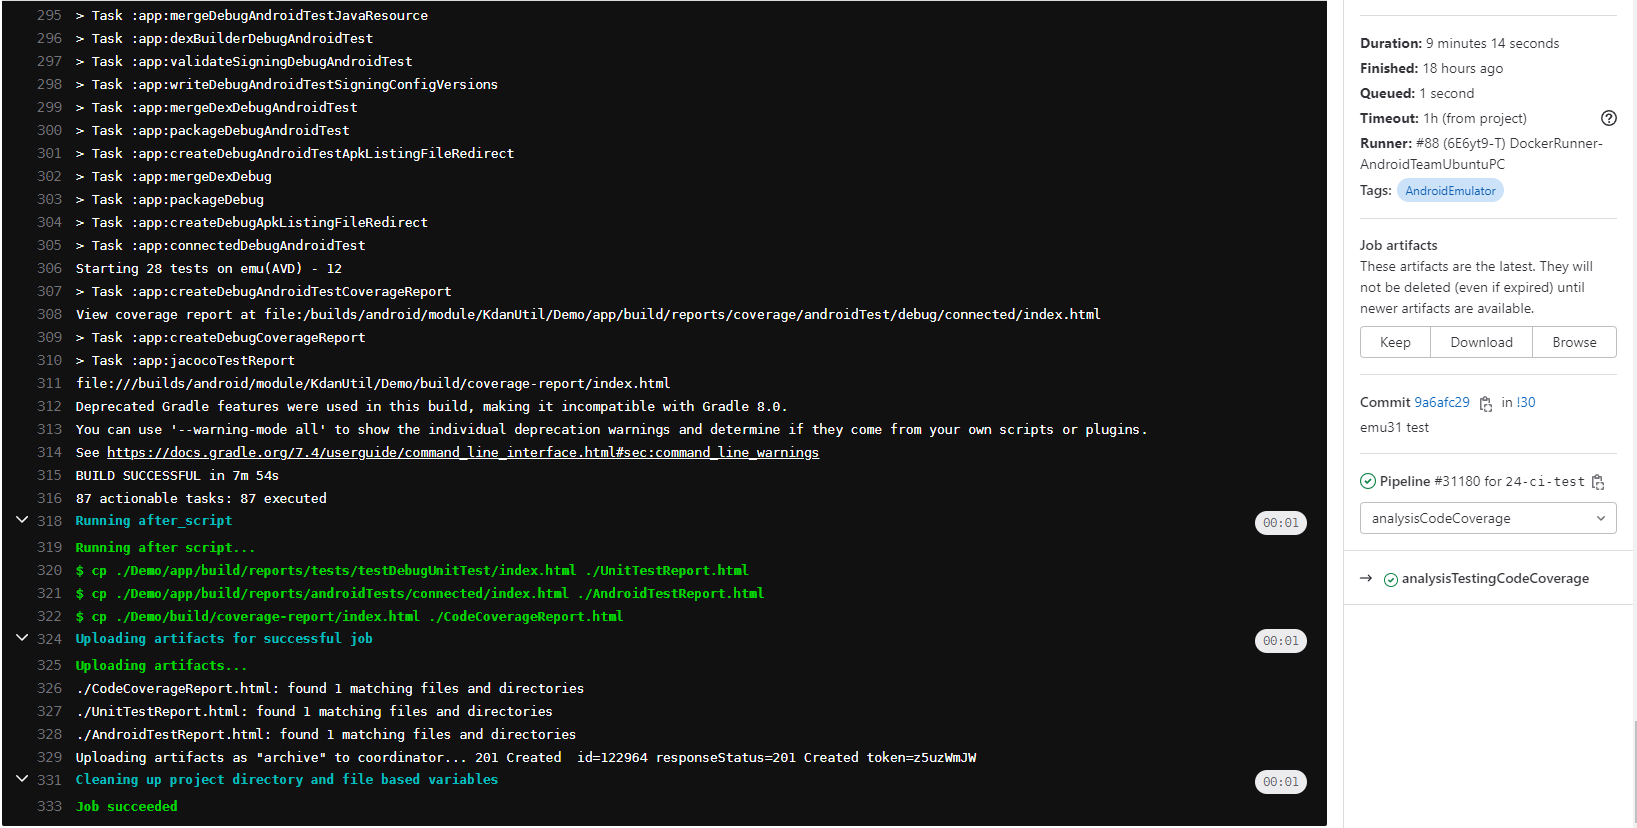 295 > Task :app:mergeDebugAndroidTestJavaResource
296 > Task :app:dexBuilderDebugAndroidTest
297 > Task :app:validateSigningDebugAndroidTest
298 > Task :app:writeDebugAndroidTestSigningConfigVersions
299 > Task :app:mergeDexDebugAndroidTest
300 > Task :app:packageDebugAndroidTest
301 > Task :app:createDebugAndroidTestApkListingFileRedirect
302 > Task :app:mergeDexDebug
303 > Task :app:packageDebug
304 > Task :app:createDebugApkListingFileRedirect
305 > Task :app:connectedDebugAndroidTest
306 Starting 28 tests on emu(AVD) - 12
307 > Task :app:createDebugAndroidTestCoverageReport
308 View coverage report at file:/builds/android/module/KdanUtil/Demo/app/build/reports/coverage/androidTest/debug/connected/index.html
309 > Task :app:createDebugCoverageReport
310 > Task :app:jacocoTestReport
311 file:///builds/android/module/KdanUtil/Demo/build/coverage-report/index.html
312 Deprecated Gradle features were used in this build, making it incompatible with Gradle 8.0.
313 You can use '--warning-mode all' to show the individual deprecation warnings and determine if they come from your own scripts or plugins.
314 See https://docs.gradle.org/7.4/userguide/command_line_interface.html#sec:command_line_warnings
315 BUILD SUCCESSFUL in 7m 54s
316 87 actionable tasks: 87 executed
318 Running after_script 00:01
319 Running after script...
320 $ cp ./Demo/app/build/reports/tests/testDebugUnitTest/index.html ./UnitTestReport.html
321 $ cp ./Demo/app/build/reports/androidTests/connected/index.html ./AndroidTestReport.html
322 $ cp ./Demo/build/coverage-report/index.html ./CodeCoverageReport.html
324 Uploading artifacts for successful job 00:01
325 Uploading artifacts...
326 ./CodeCoverageReport.html: found 1 matching files and directories
327 ./UnitTestReport.html: found 1 matching files and directories
328 ./AndroidTestReport.html: found 1 matching files and directories
329 Uploading artifacts as "archive" to coordinator... 201 Created  id=122964 responseStatus=201 Created token=z5uzWmJW
331 Cleaning up project directory and file based variables 00:01
333 Job succeeded
Duration: 9 minutes 14 seconds
Finished: 18 hours ago
Queued: 1 second
Timeout: 1h (from project)
Runner: #88 (6E6yt9-T) DockerRunner-
AndroidTeamUbuntuPC
Tags: AndroidEmulator
Job artifacts
These artifacts are the latest. They will
not be deleted (even if expired) until
newer artifacts are available.
Keep Download Browse
Commit 9a6afc29 in !30
emu31 test
Pipeline #31180 for 24-ci-test
analysisCodeCoverage
→ analysisTestingCodeCoverage